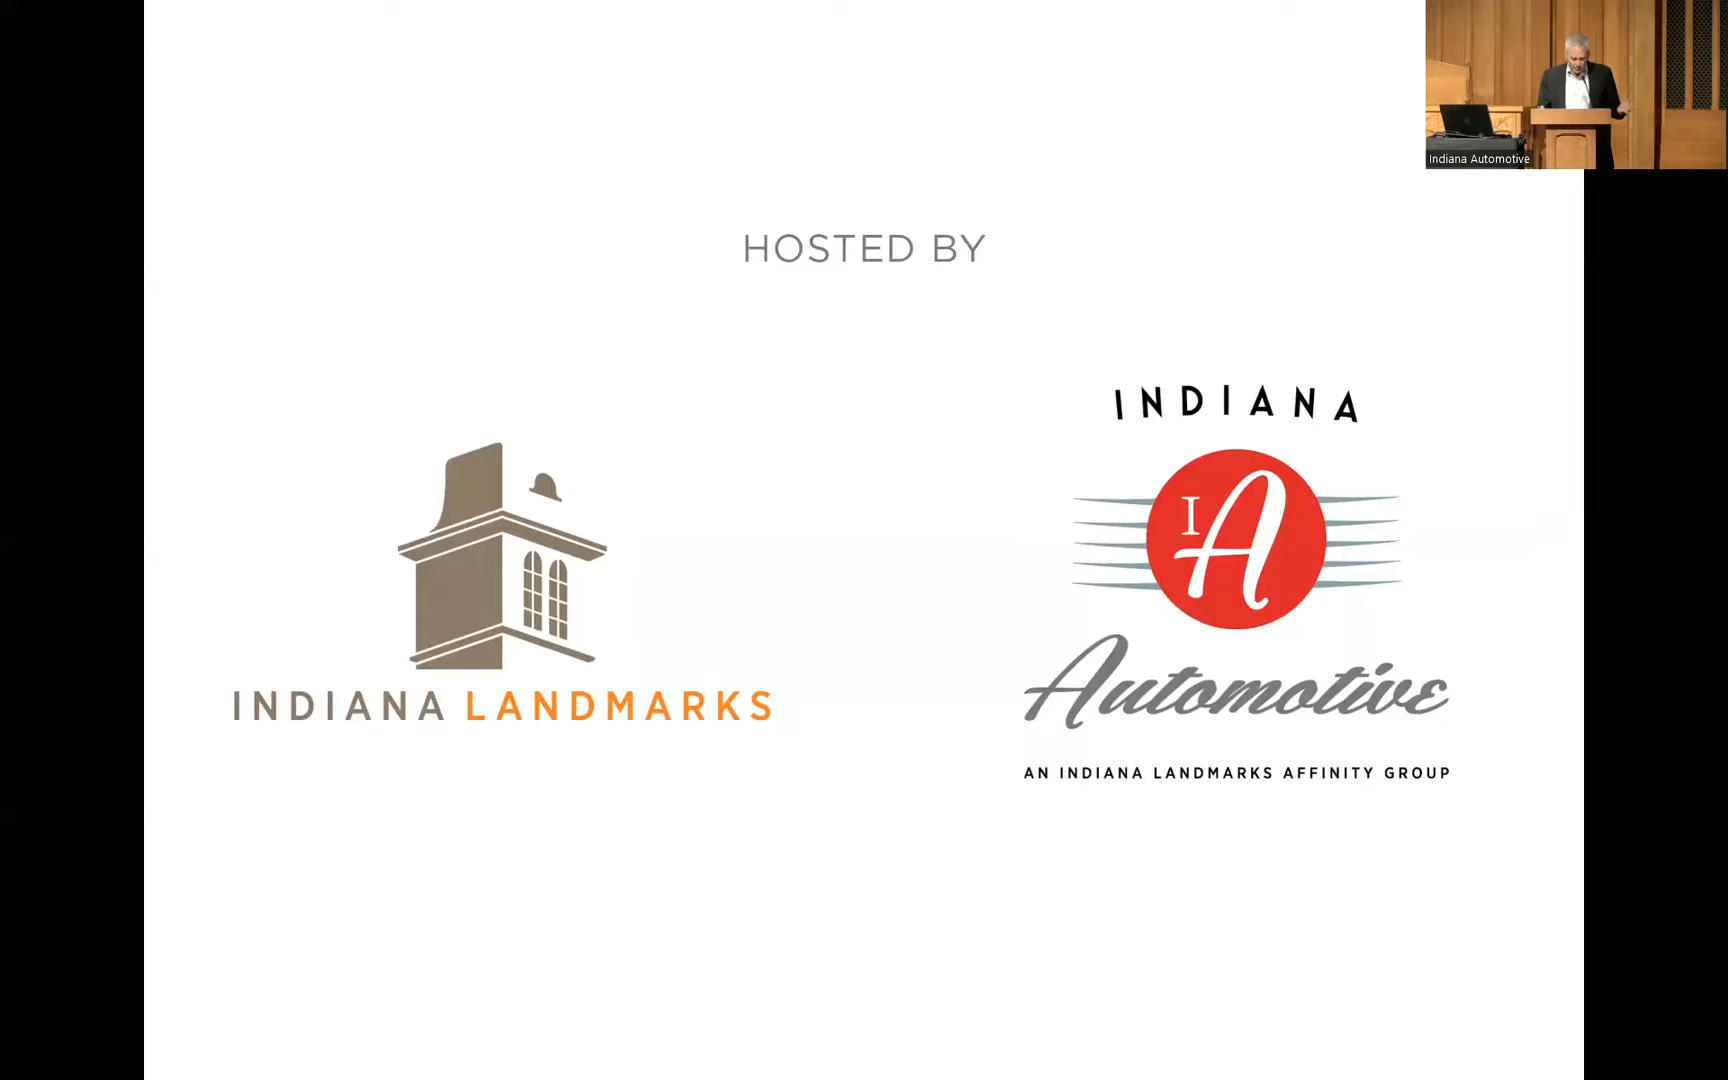 Indiana Automotive
HOSTED BY
INDIANA LANDMARKS
INDIANA
IA
Automotive
AN INDIANA LANDMARKS AFFINITY GROUP